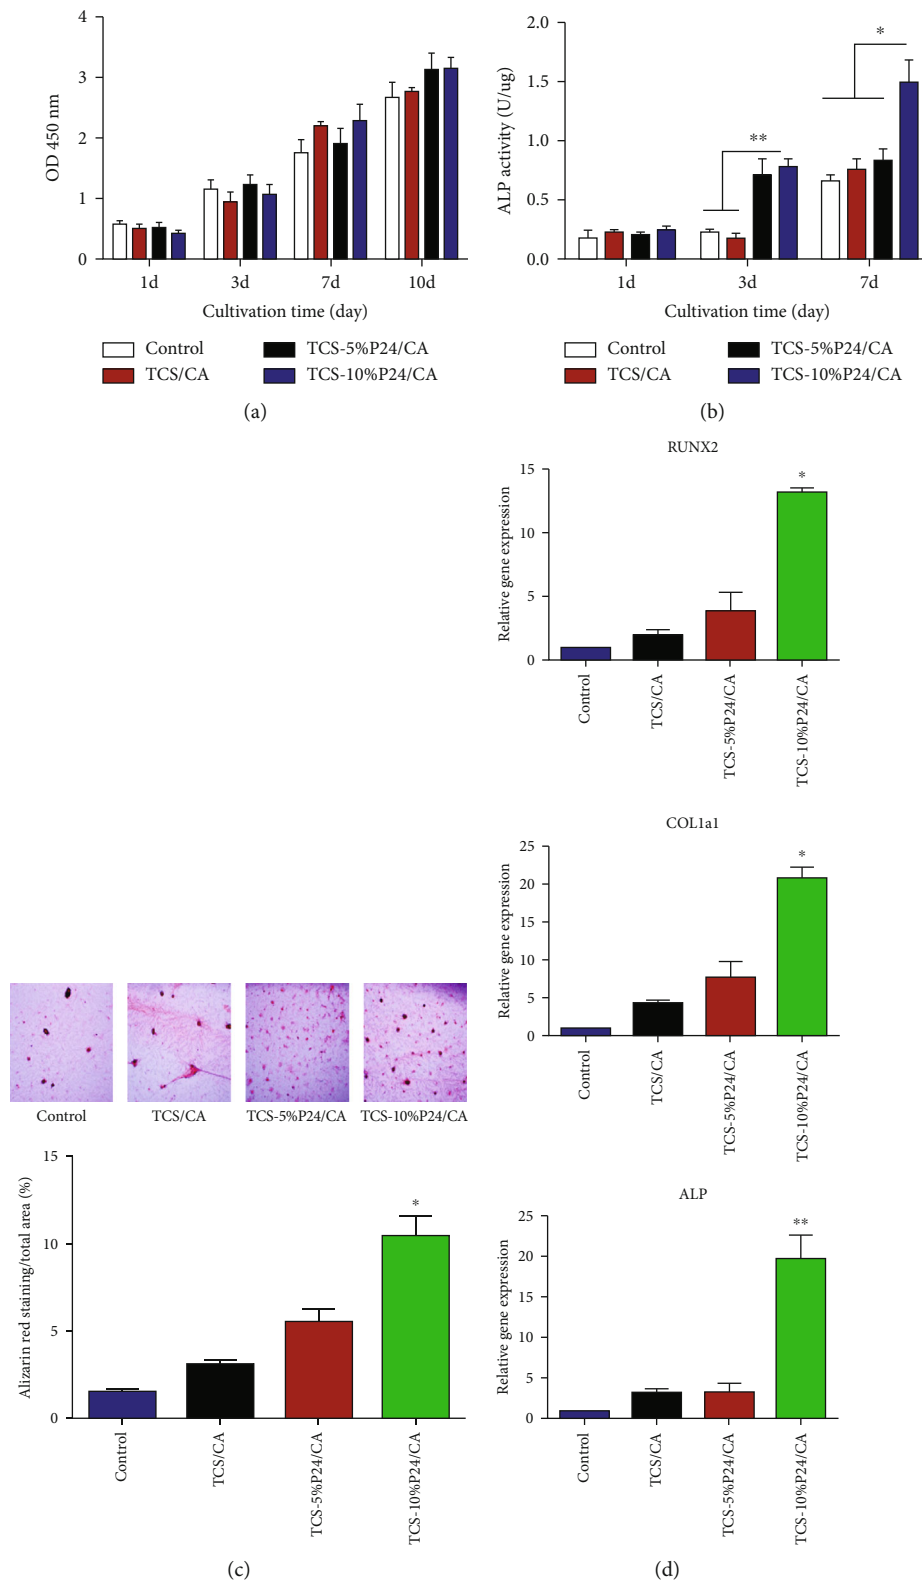 4
3
2
1
0
OD 450 nm
1d 3d 7d 10d
Cultivation time (day)
Control
TCS/CA
TCS-5%P24/CA
TCS-10%P24/CA
(a)
2.0
1.5
1.0
0.5
0.0
ALP activity (U/ug)
**
*
1d 3d 7d
Cultivation time (day)
Control
TCS/CA
TCS-5%P24/CA
TCS-10%P24/CA
(b)
Control
TCS/CA
TCS-5%P24/CA
TCS-10%P24/CA
15
10
5
0
Alizarin red staining/total area (%)
*
Control
TCS/CA
TCS-5%P24/CA
TCS-10%P24/CA
(c)
RUNX2
15
10
5
0
Relative gene expression
*
Control
TCS/CA
TCS-5%P24/CA
TCS-10%P24/CA
COL1a1
25
20
15
10
5
0
Relative gene expression
*
Control
TCS/CA
TCS-5%P24/CA
TCS-10%P24/CA
ALP
25
20
15
10
5
0
Relative gene expression
**
Control
TCS/CA
TCS-5%P24/CA
TCS-10%P24/CA
(d)